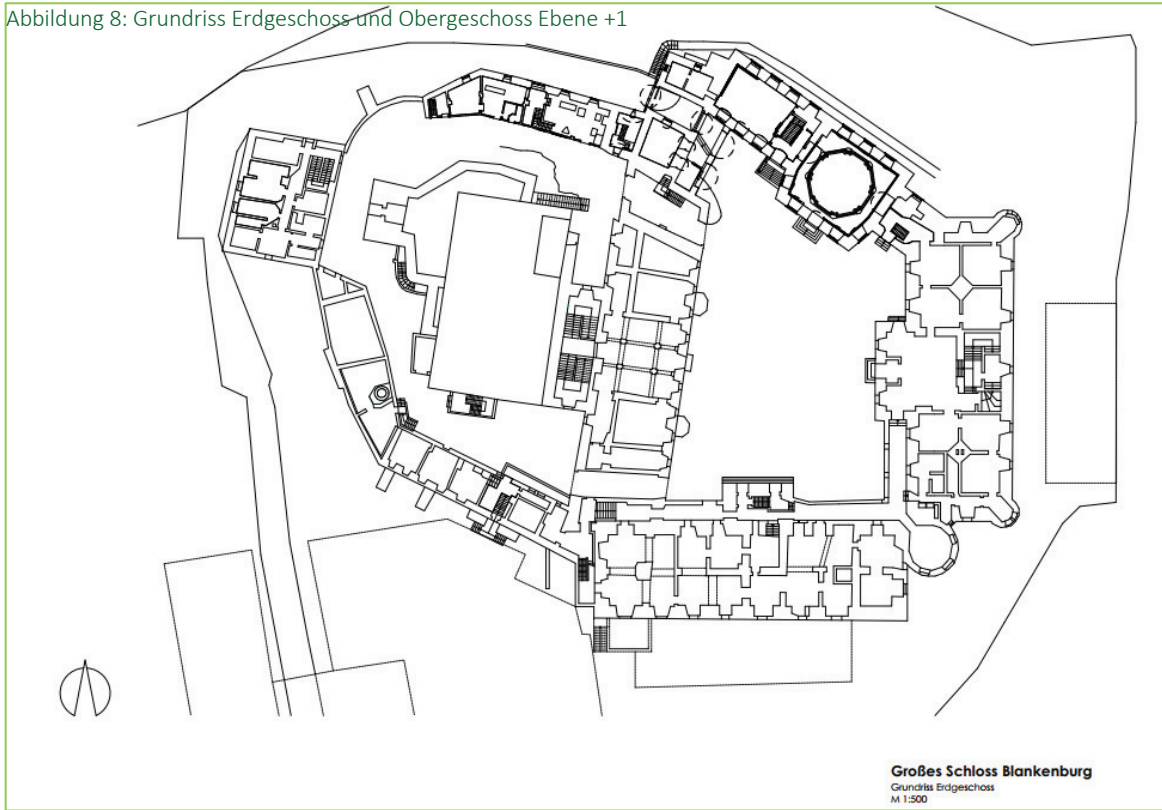 Abbildung 8: Grundriss Erdgeschoss und Obergeschoss Ebene +1
Großes Schloss Blankenburg
Grundriss Erdgeschoss
M 1:500